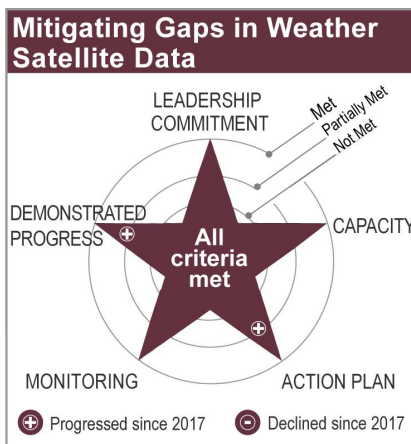 Mitigating Gaps in Weather
Satellite Data
LEADERSHIP
COMMITMENT
Met
Partially Met
Not Met
DEMONSTRATED
PROGRESS
CAPACITY
All
criteria
met
MONITORING
ACTION PLAN
Progressed since 2017
Declined since 2017